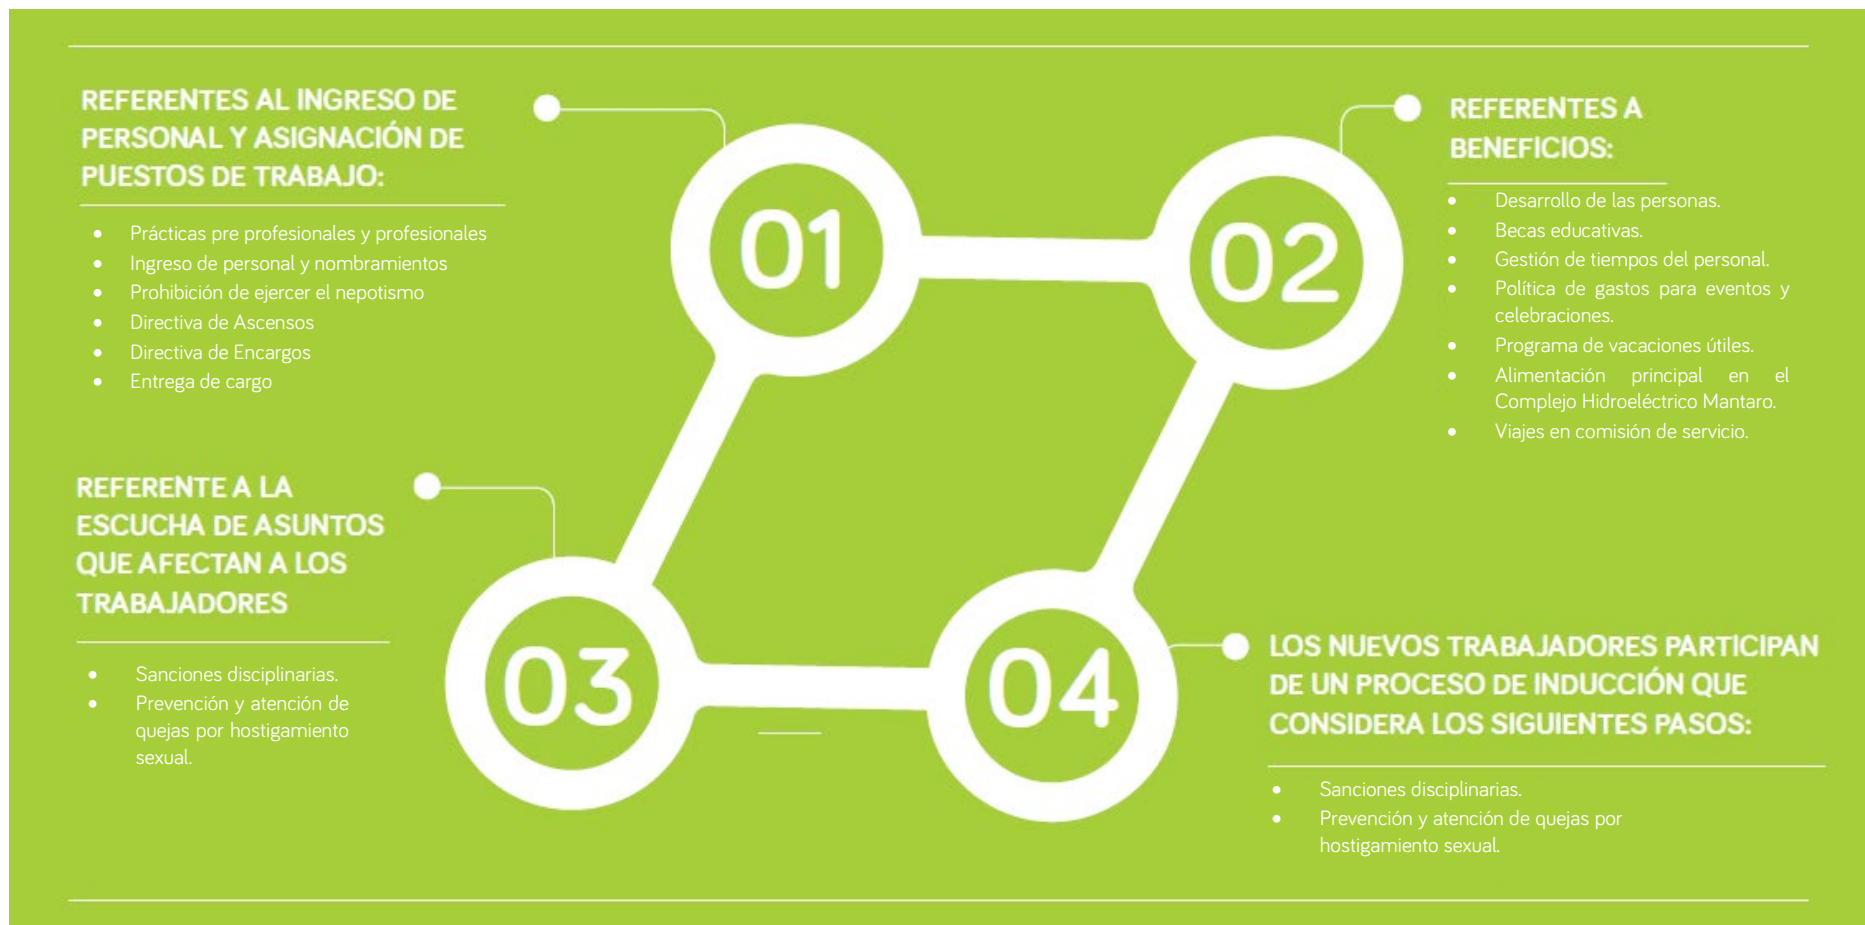 REFERENTES AL INGRESO DE
PERSONAL Y ASIGNACIÓN DE
PUESTOS DE TRABAJO:
• Prácticas pre profesionales y profesionales
• Ingreso de personal y nombramientos
• Prohibición de ejercer el nepotismo
• Directiva de Ascensos
• Directiva de Encargos
• Entrega de cargo
01
02
REFERENTES A
BENEFICIOS:
• Desarrollo de las personas.
• Becas educativas.
• Gestión de tiempos del personal.
• Política de gastos para eventos y
celebraciones.
• Programa de vacaciones útiles.
• Alimentación principal en el
Complejo Hidroeléctrico Mantaro.
• Viajes en comisión de servicio.
REFERENTE A LA
ESCUCHA DE ASUNTOS
QUE AFECTAN A LOS
TRABAJADORES
• Sanciones disciplinarias.
• Prevención y atención de
quejas por hostigamiento
sexual.
03
04
LOS NUEVOS TRABAJADORES PARTICIPAN
DE UN PROCESO DE INDUCCIÓN QUE
CONSIDERA LOS SIGUIENTES PASOS:
• Sanciones disciplinarias.
• Prevención y atención de quejas por
hostigamiento sexual.